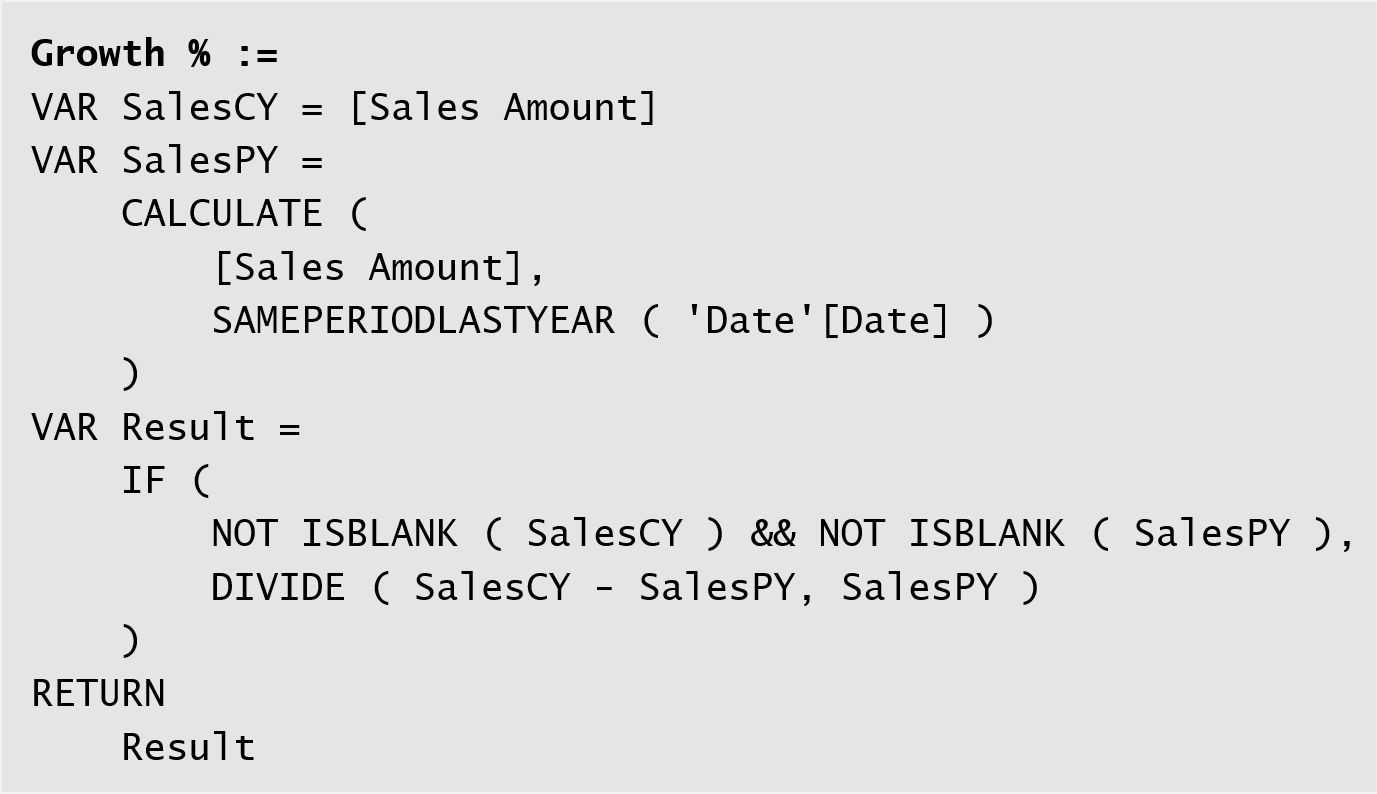 Growth % :=
VAR SalesCY = [Sales Amount]
VAR SalesPY =
    CALCULATE (
        [Sales Amount],
        SAMEPERIODLASTYEAR ( 'Date'[Date] )
    )
VAR Result =
    IF (
        NOT ISBLANK ( SalesCY ) && NOT ISBLANK ( SalesPY ),
        DIVIDE ( SalesCY - SalesPY, SalesPY )
    )
RETURN
    Result